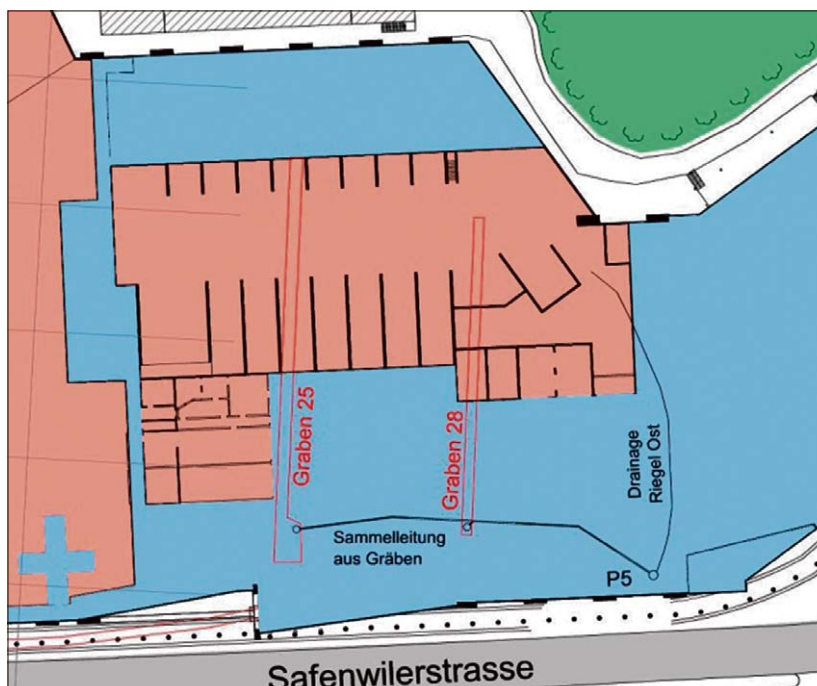 Graben 25
Graben 28
Drainage
Riegel Ost
Sammelleitung
aus Gräben
P5
Safenwilerstrasse